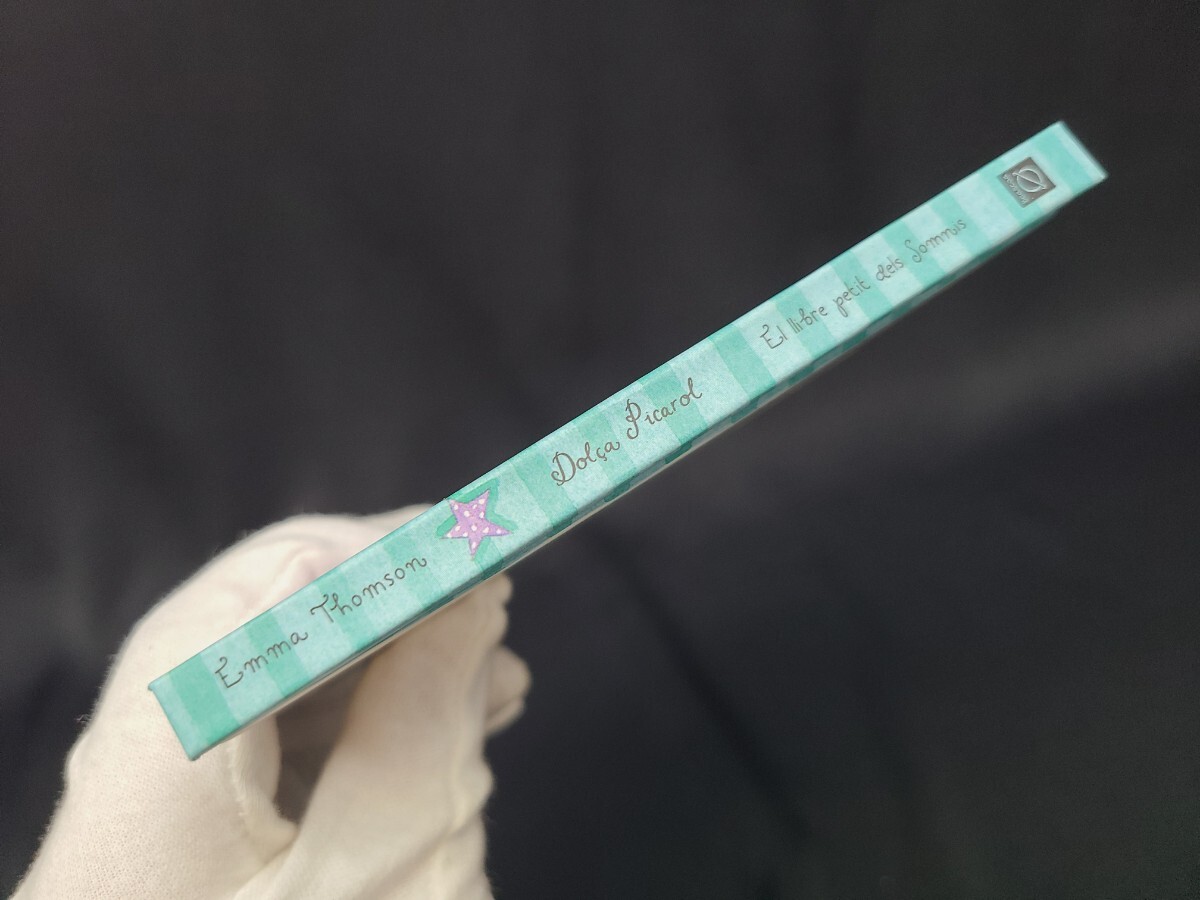 Emma Thomson
Dolça Picarol
El llibre petit dels Somnis